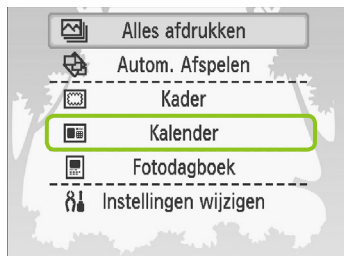 Alles afdrukken
Autom. Afspelen
Kader
Kalender
Fotodagboek
Instellingen wijzigen